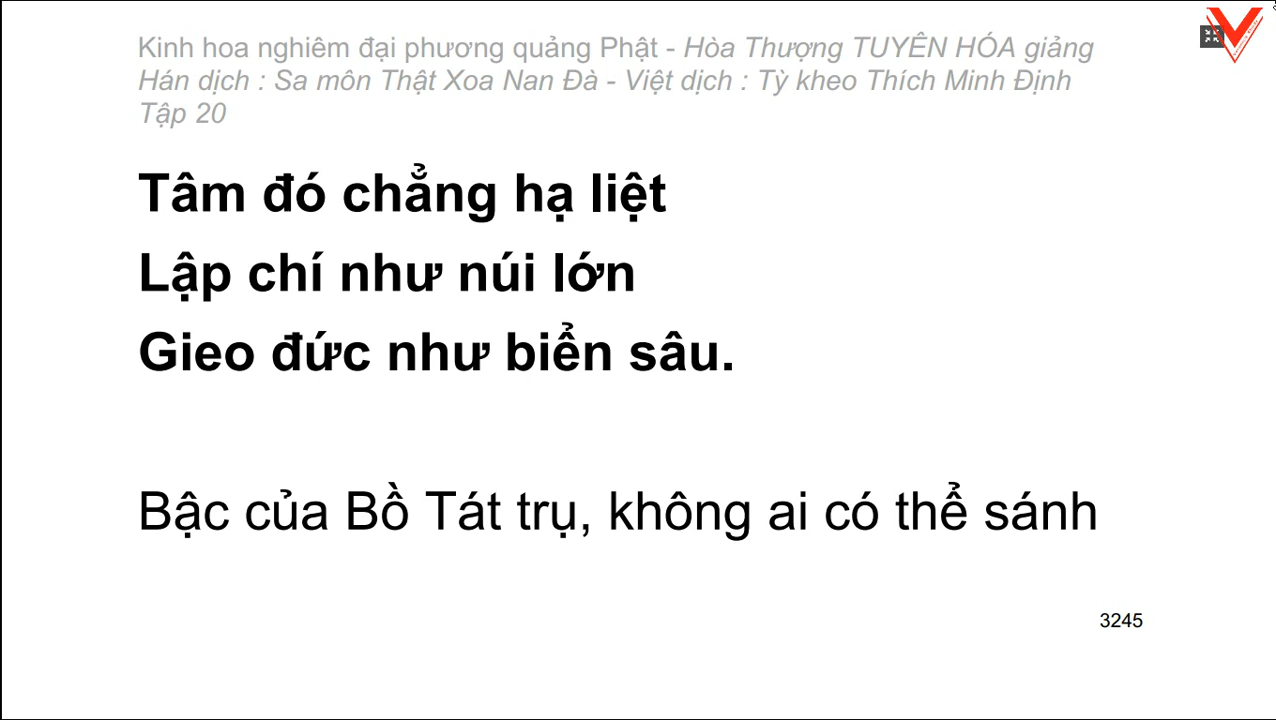 Kinh hoa nghiêm đại phương quảng Phật - Hòa Thượng TUYÊN HÓA giảng
Hán dịch : Sa môn Thật Xoa Nan Đà - Việt dịch : Tỳ kheo Thích Minh Định
Tập 20
Tâm đó chẳng hạ liệt
Lập chí như núi lớn
Gieo đức như biển sâu.
Bậc của Bồ Tát trụ, không ai có thể sánh
3245